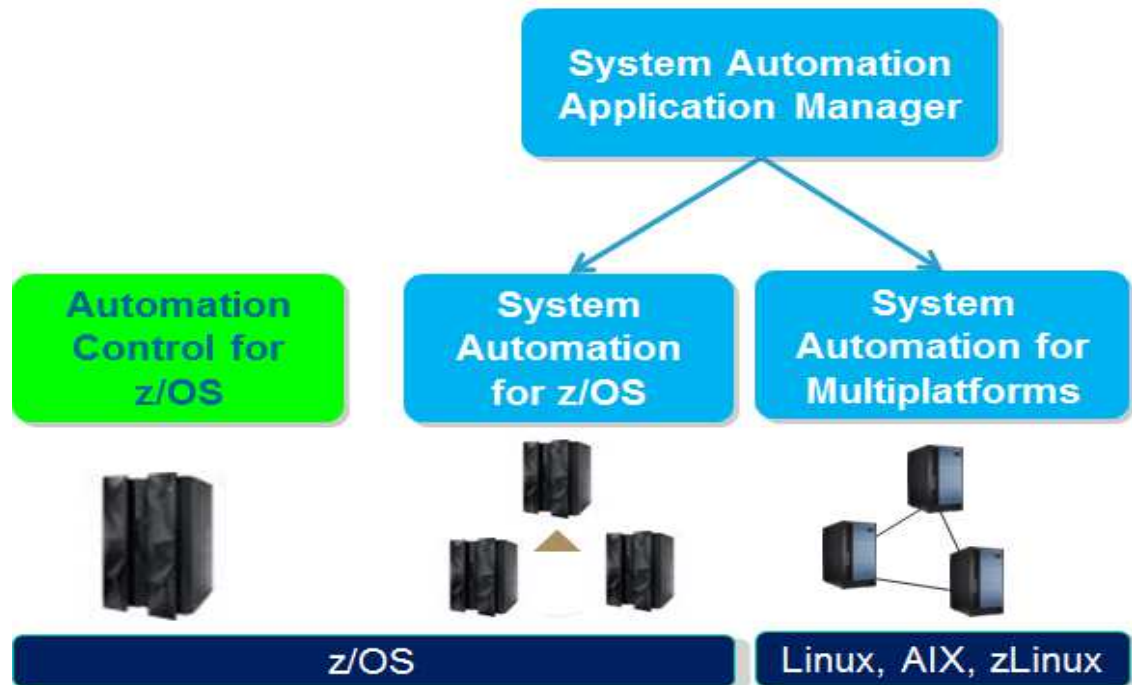 System Automation
Application Manager
Automation
Control for
z/OS
System
Automation
for z/OS
System
Automation for
Multiplatforms
z/OS
Linux, AIX, zLinux